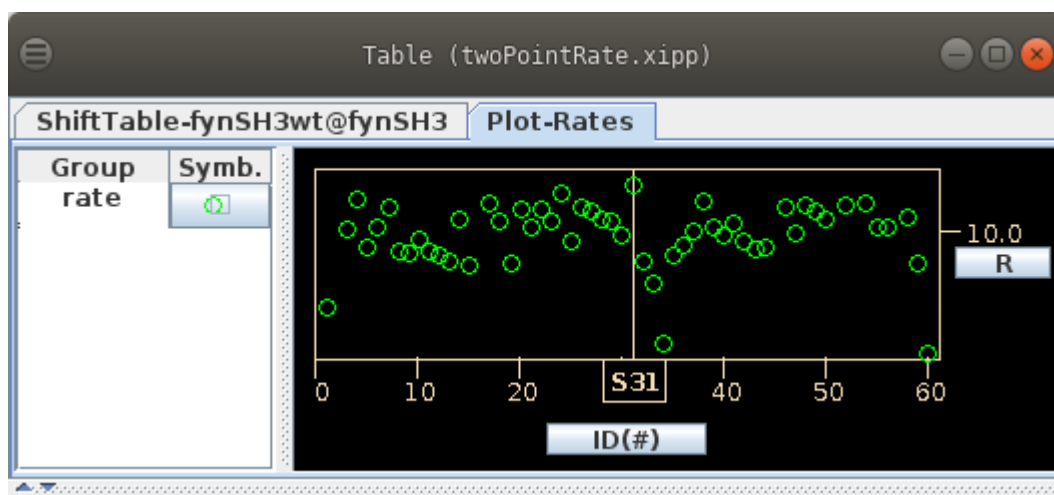 Table (twoPointRate.xipp)
ShiftTable-fynSH3wt@fynSH3 Plot-Rates
Group Symb.
rate
10.0
R
0 10 20 S31 40 50 60
ID(#)